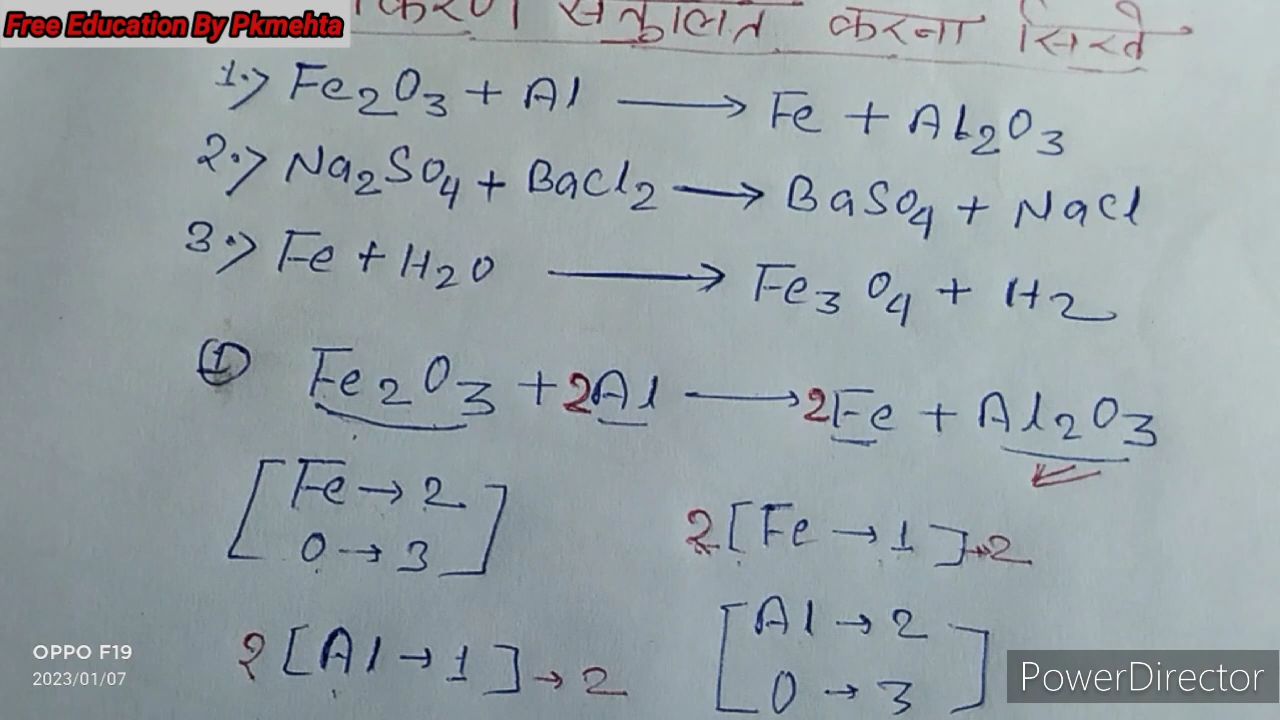 Free Education By Pkmehta
करना सिखे
1.> Fe2O3 + Al ⟶ Fe + Al2O3
2.> Na2SO4 + BaCl2 ⟶ BaSO4 + NaCl
3.> Fe + H2O ⟶ Fe3O4 + H2
① Fe2O3 + 2Al ⟶ 2Fe + Al2O3
[Fe → 2
O → 3]
2[Fe → 1] → 2
2[Al → 1] → 2
[Al → 2
O → 3]
OPPO F19
2023/01/07
PowerDirector